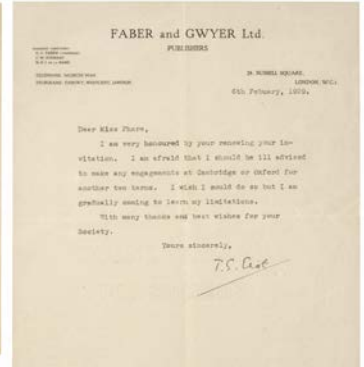 FABER and GWYER Ltd.
PUBLISHERS
24 RUSSELL SQUARE,
LONDON, W.C.1
6th Febuary, 1928.
Dear Miss Phare,
I am very honoured by your renewing your in-
vitation. I am afraid that I should be ill advised
to make any engagements at Cambridge or Oxford for
another two terms. I wish I could do so but I am
gradually coming to learn my limitations.
With many thanks and best wishes for your
Society.
Yours sincerely,
T.S. Eliot